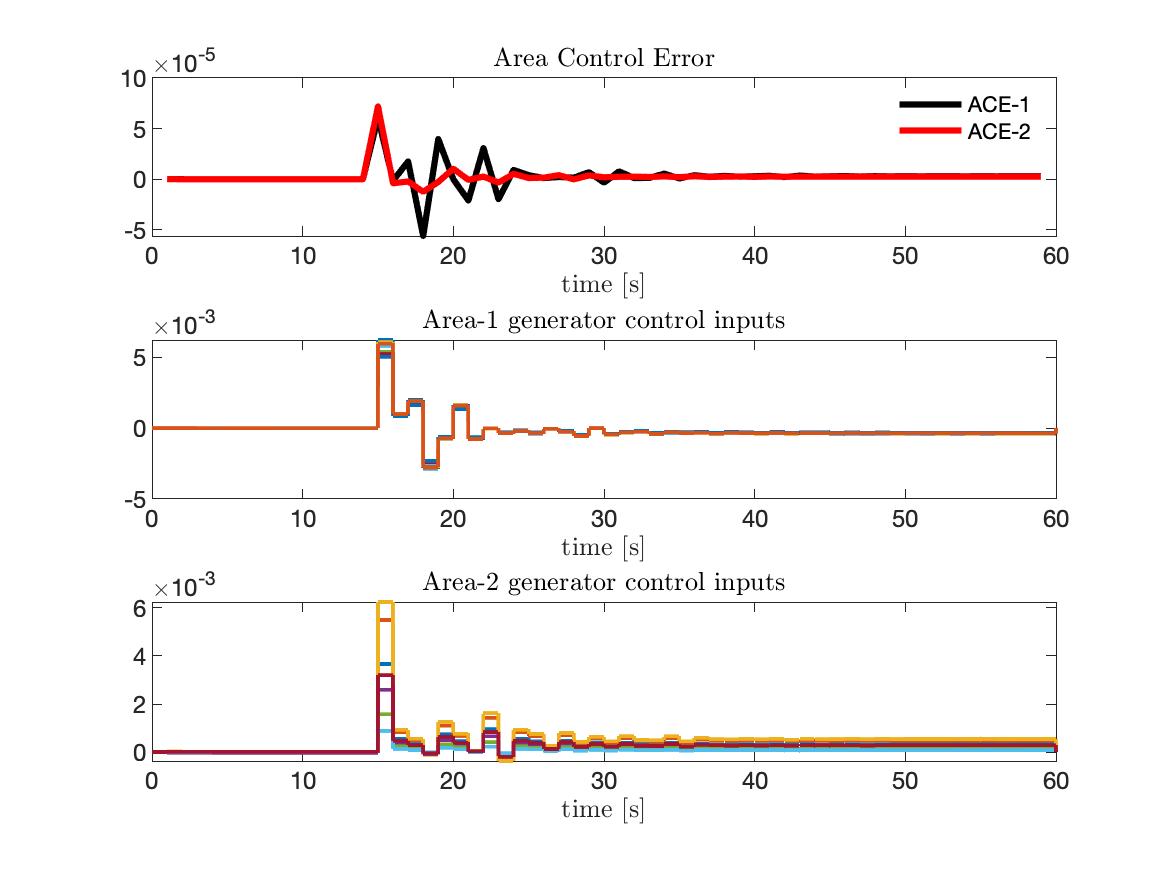 Area Control Error
×10-5
10
5
0
-5
ACE-1
ACE-2
0 10 20 30 40 50 60
time [s]
Area-1 generator control inputs
×10-3
5
0
-5
0 10 20 30 40 50 60
time [s]
Area-2 generator control inputs
×10-3
6
4
2
0
0 10 20 30 40 50 60
time [s]